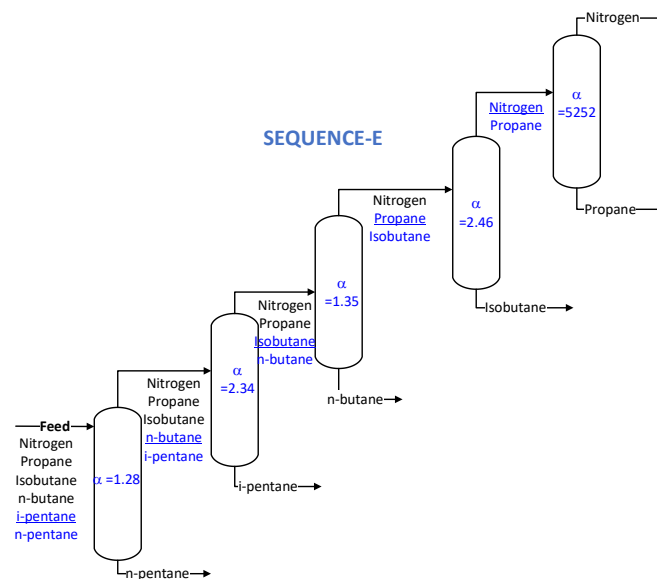 Nitrogen
α
=5252
Nitrogen
Propane
Propane
SEQUENCE-E
α
=2.46
Nitrogen
Propane
Isobutane
Isobutane
α
=1.35
Nitrogen
Propane
Isobutane
n-butane
n-butane
α
=2.34
Nitrogen
Propane
Isobutane
n-butane
i-pentane
i-pentane
Feed
Nitrogen
Propane
Isobutane
n-butane
i-pentane
n-pentane
α =1.28
n-pentane